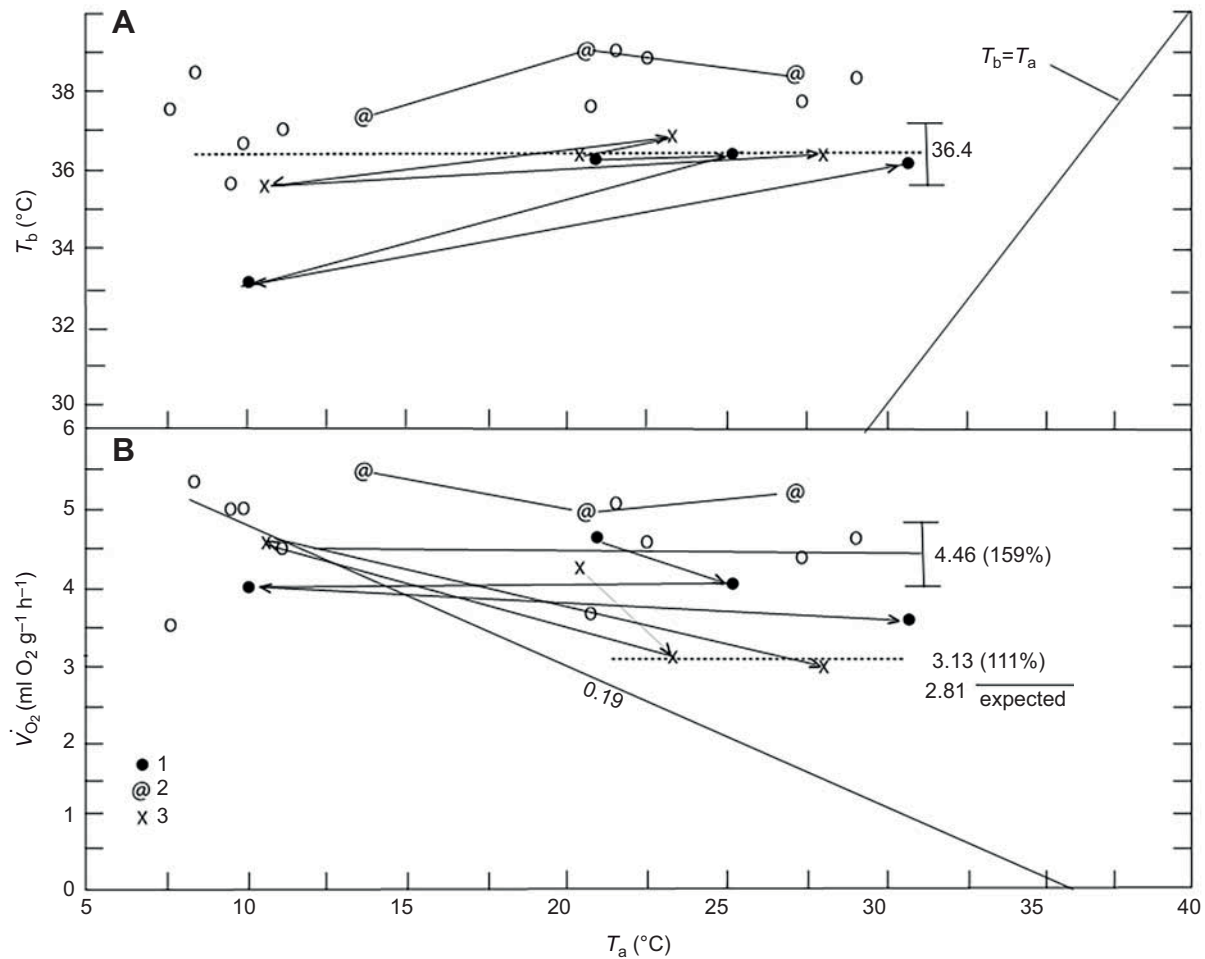 A
38
36
34
32
30
Tb (°C)
Tb=Ta
36.4
B
6
5
4
3
2
1
0
V̇O2 (ml O2 g–1 h–1)
4.46 (159%)
3.13 (111%)
2.81 expected
0.19
● 1
@ 2
x 3
5 10 15 20 25 30 35 40
Ta (°C)